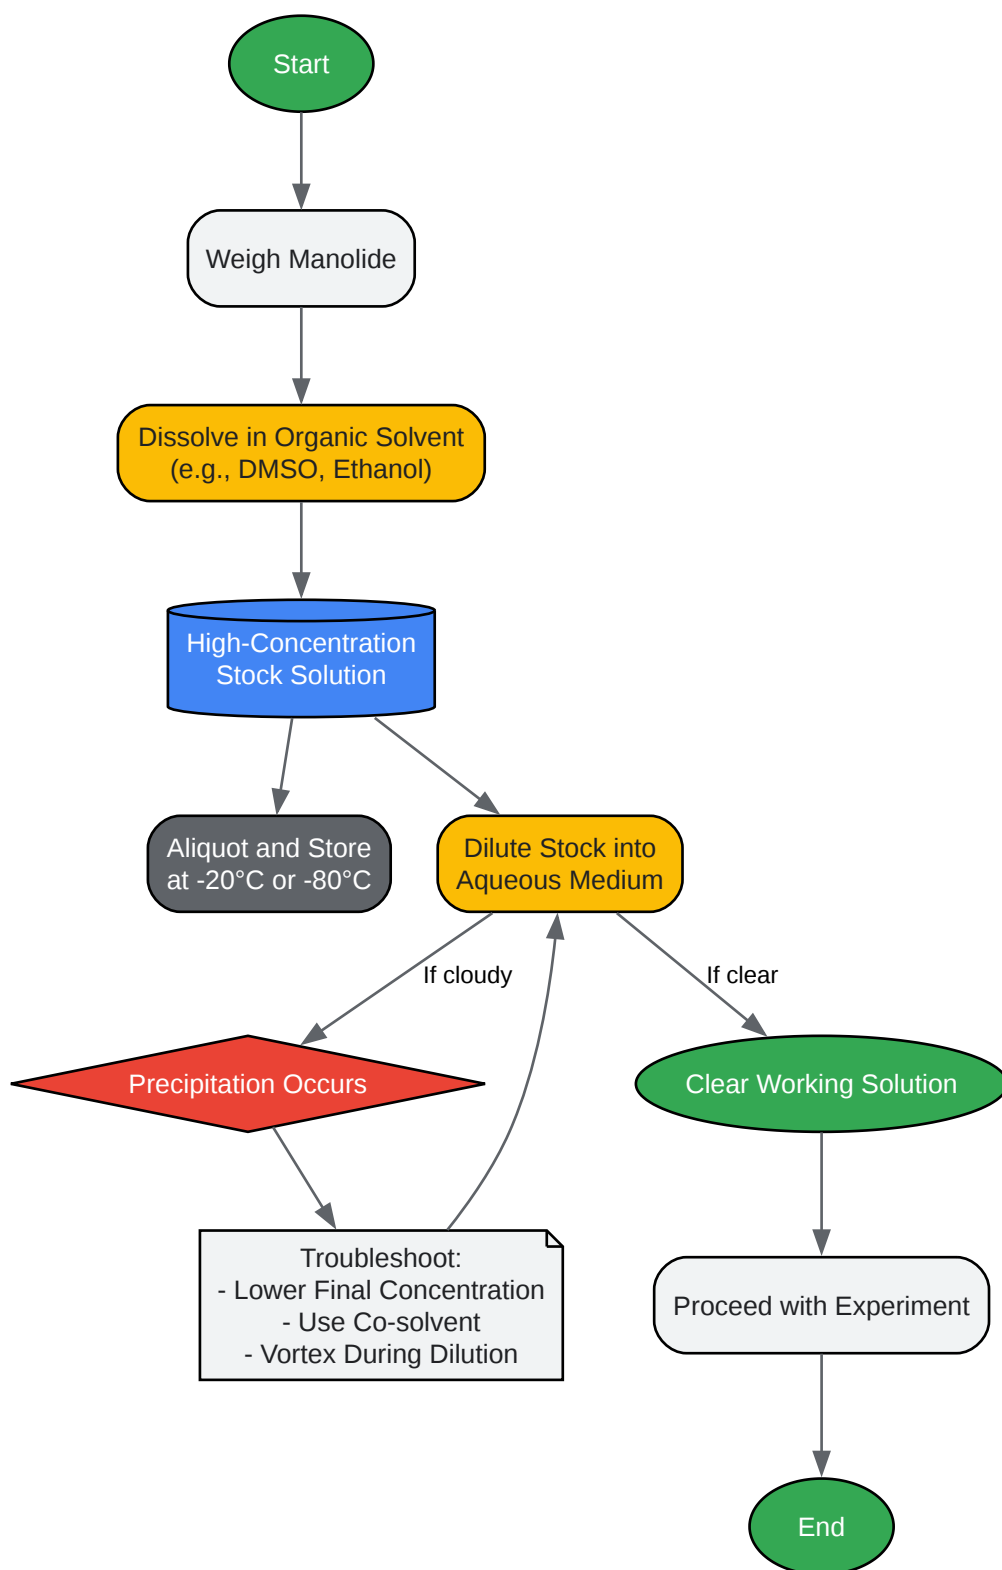 Start
Weigh Manolide
Dissolve in Organic Solvent
(e.g., DMSO, Ethanol)
High-Concentration
Stock Solution
Aliquot and Store
at -20°C or -80°C
Dilute Stock into
Aqueous Medium
If cloudy
If clear
Precipitation Occurs
Clear Working Solution
Troubleshoot:
- Lower Final Concentration
- Use Co-solvent
- Vortex During Dilution
Proceed with Experiment
End